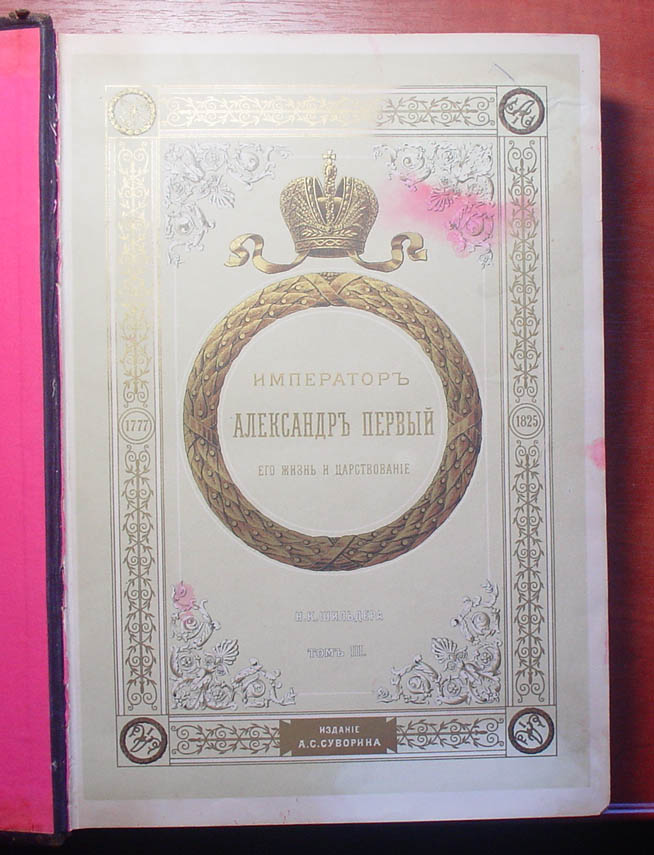 ИМПЕРАТОРЪ
АЛЕКСАНДРЪ ПЕРВЫЙ
ЕГО ЖИЗНЬ И ЦАРСТВОВАНІЕ
1777
1825
Н.К.ШИЛЬДЕРА
ТОМЪ III.
ИЗДАНІЕ
А.С.СУВОРИНА